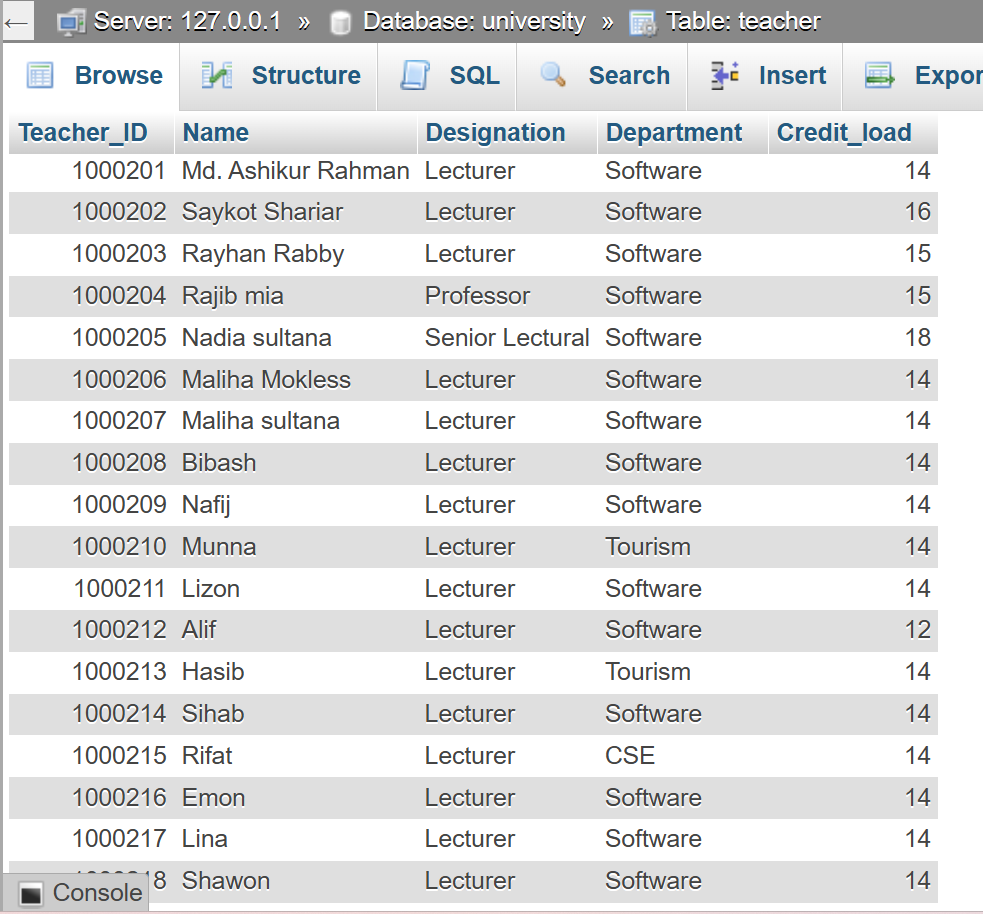 ← Server: 127.0.0.1 » Database: university » Table: teacher
Browse Structure SQL Search Insert Expor
Teacher_ID Name Designation Department Credit_load
1000201 Md. Ashikur Rahman Lecturer Software 14
1000202 Saykot Shariar Lecturer Software 16
1000203 Rayhan Rabby Lecturer Software 15
1000204 Rajib mia Professor Software 15
1000205 Nadia sultana Senior Lectural Software 18
1000206 Maliha Mokless Lecturer Software 14
1000207 Maliha sultana Lecturer Software 14
1000208 Bibash Lecturer Software 14
1000209 Nafij Lecturer Software 14
1000210 Munna Lecturer Tourism 14
1000211 Lizon Lecturer Software 14
1000212 Alif Lecturer Software 12
1000213 Hasib Lecturer Tourism 14
1000214 Sihab Lecturer Software 14
1000215 Rifat Lecturer CSE 14
1000216 Emon Lecturer Software 14
1000217 Lina Lecturer Software 14
Shawon Lecturer Software 14
Console